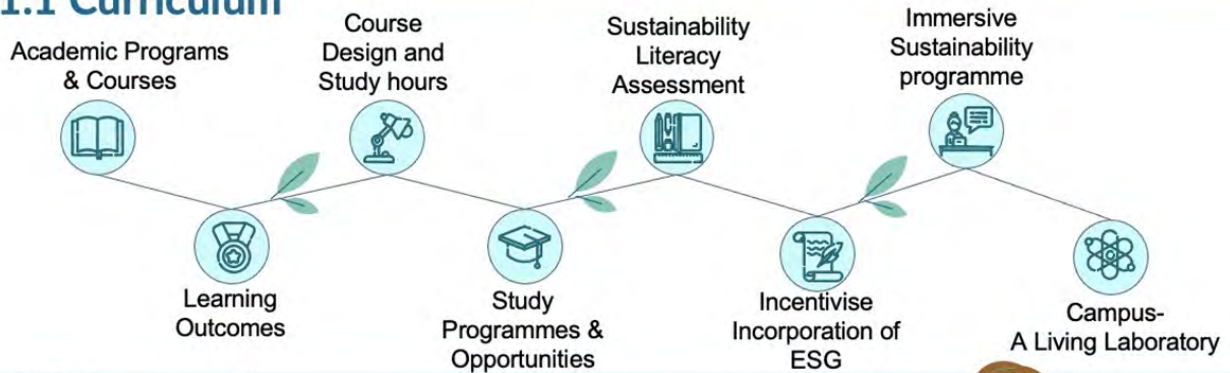 1.1 Curriculum
Academic Programs
& Courses
Learning
Outcomes
Course
Design and
Study hours
Study
Programmes &
Opportunities
Sustainability
Literacy
Assessment
Incentivise
Incorporation of
ESG
Immersive
Sustainability
programme
Campus-
A Living Laboratory